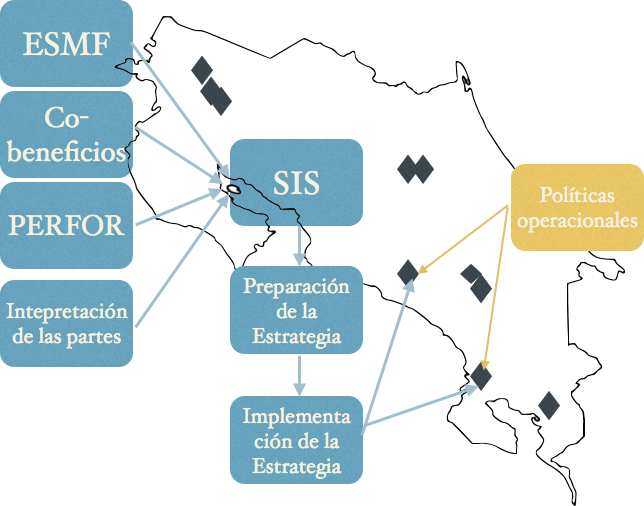 ESMF
Co-
beneficios
PERFOR
Intepretación
de las partes
SIS
Preparación
de la
Estrategia
Implementa
ción de la
Estrategia
Políticas
operacionales